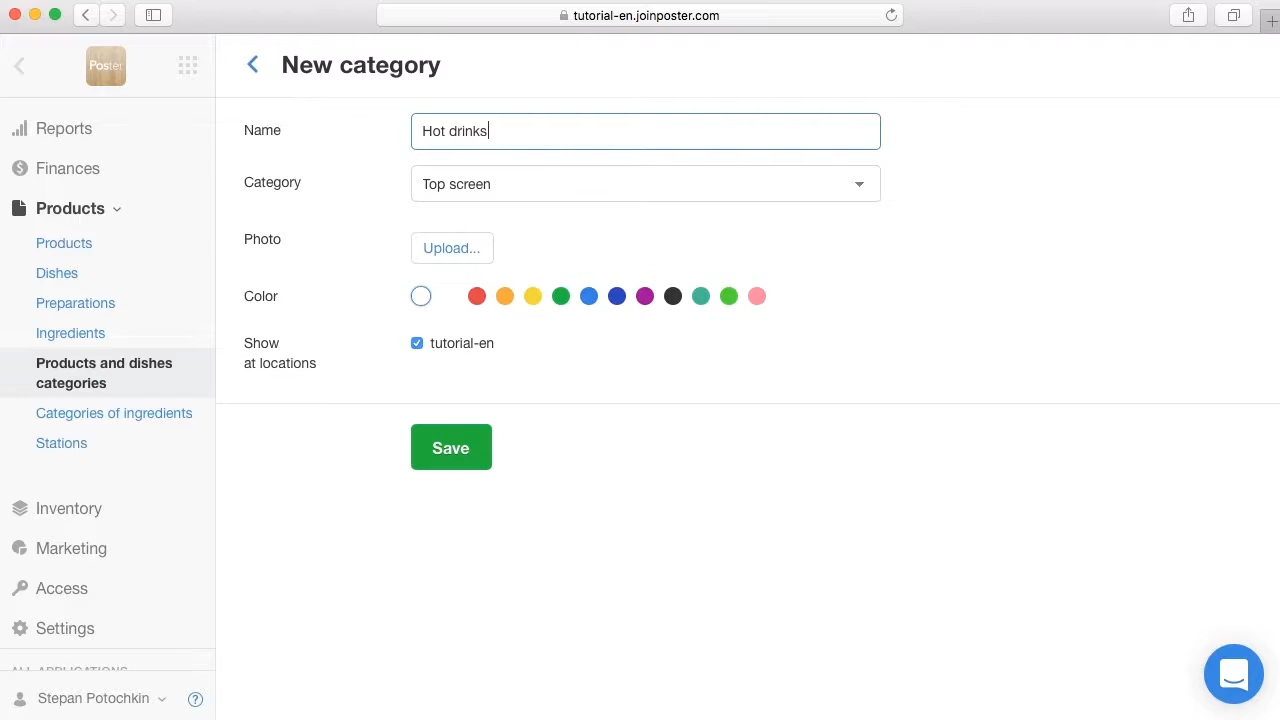 tutorial-en.joinposter.com
Poster
New category
Reports
Finances
Products
Products
Dishes
Preparations
Ingredients
Products and dishes
categories
Categories of ingredients
Stations
Inventory
Marketing
Access
Settings
ALL APPLICATIONS
Stepan Potochkin
?
Name
Hot drinks
Category
Top screen
Photo
Upload...
Color
Show
at locations
tutorial-en
Save